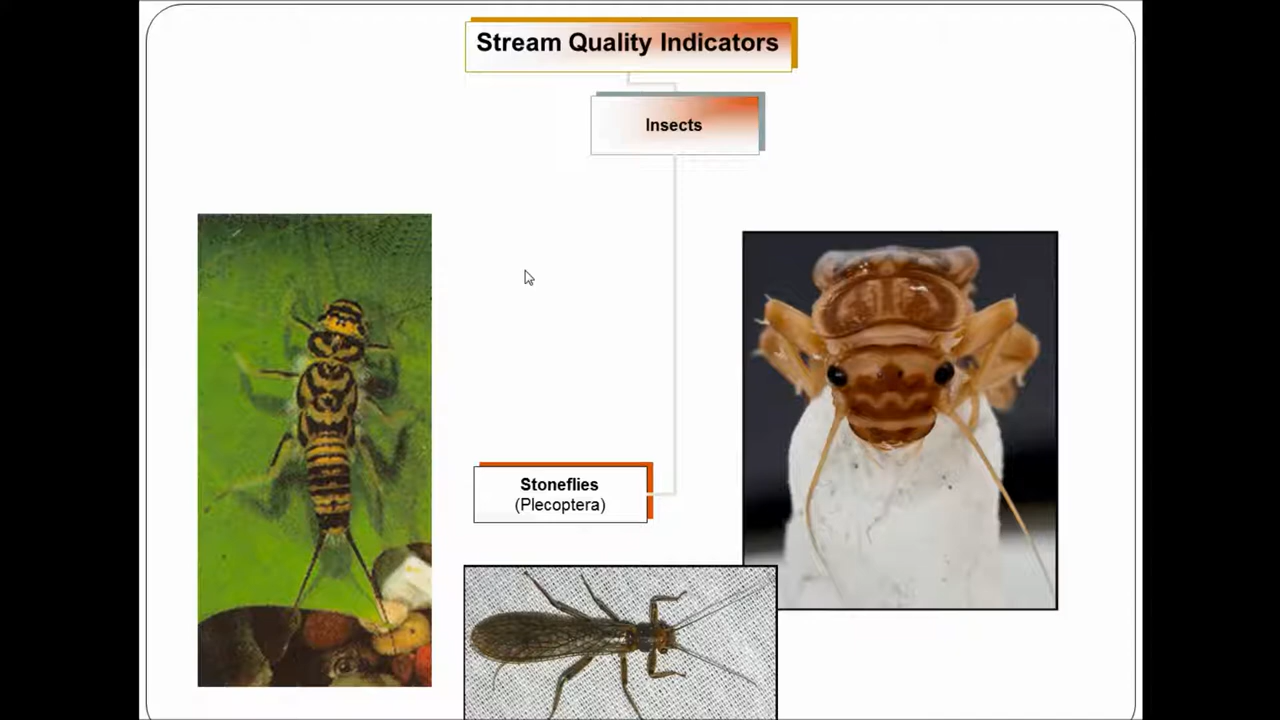 Stream Quality Indicators
Insects
Stoneflies
(Plecoptera)